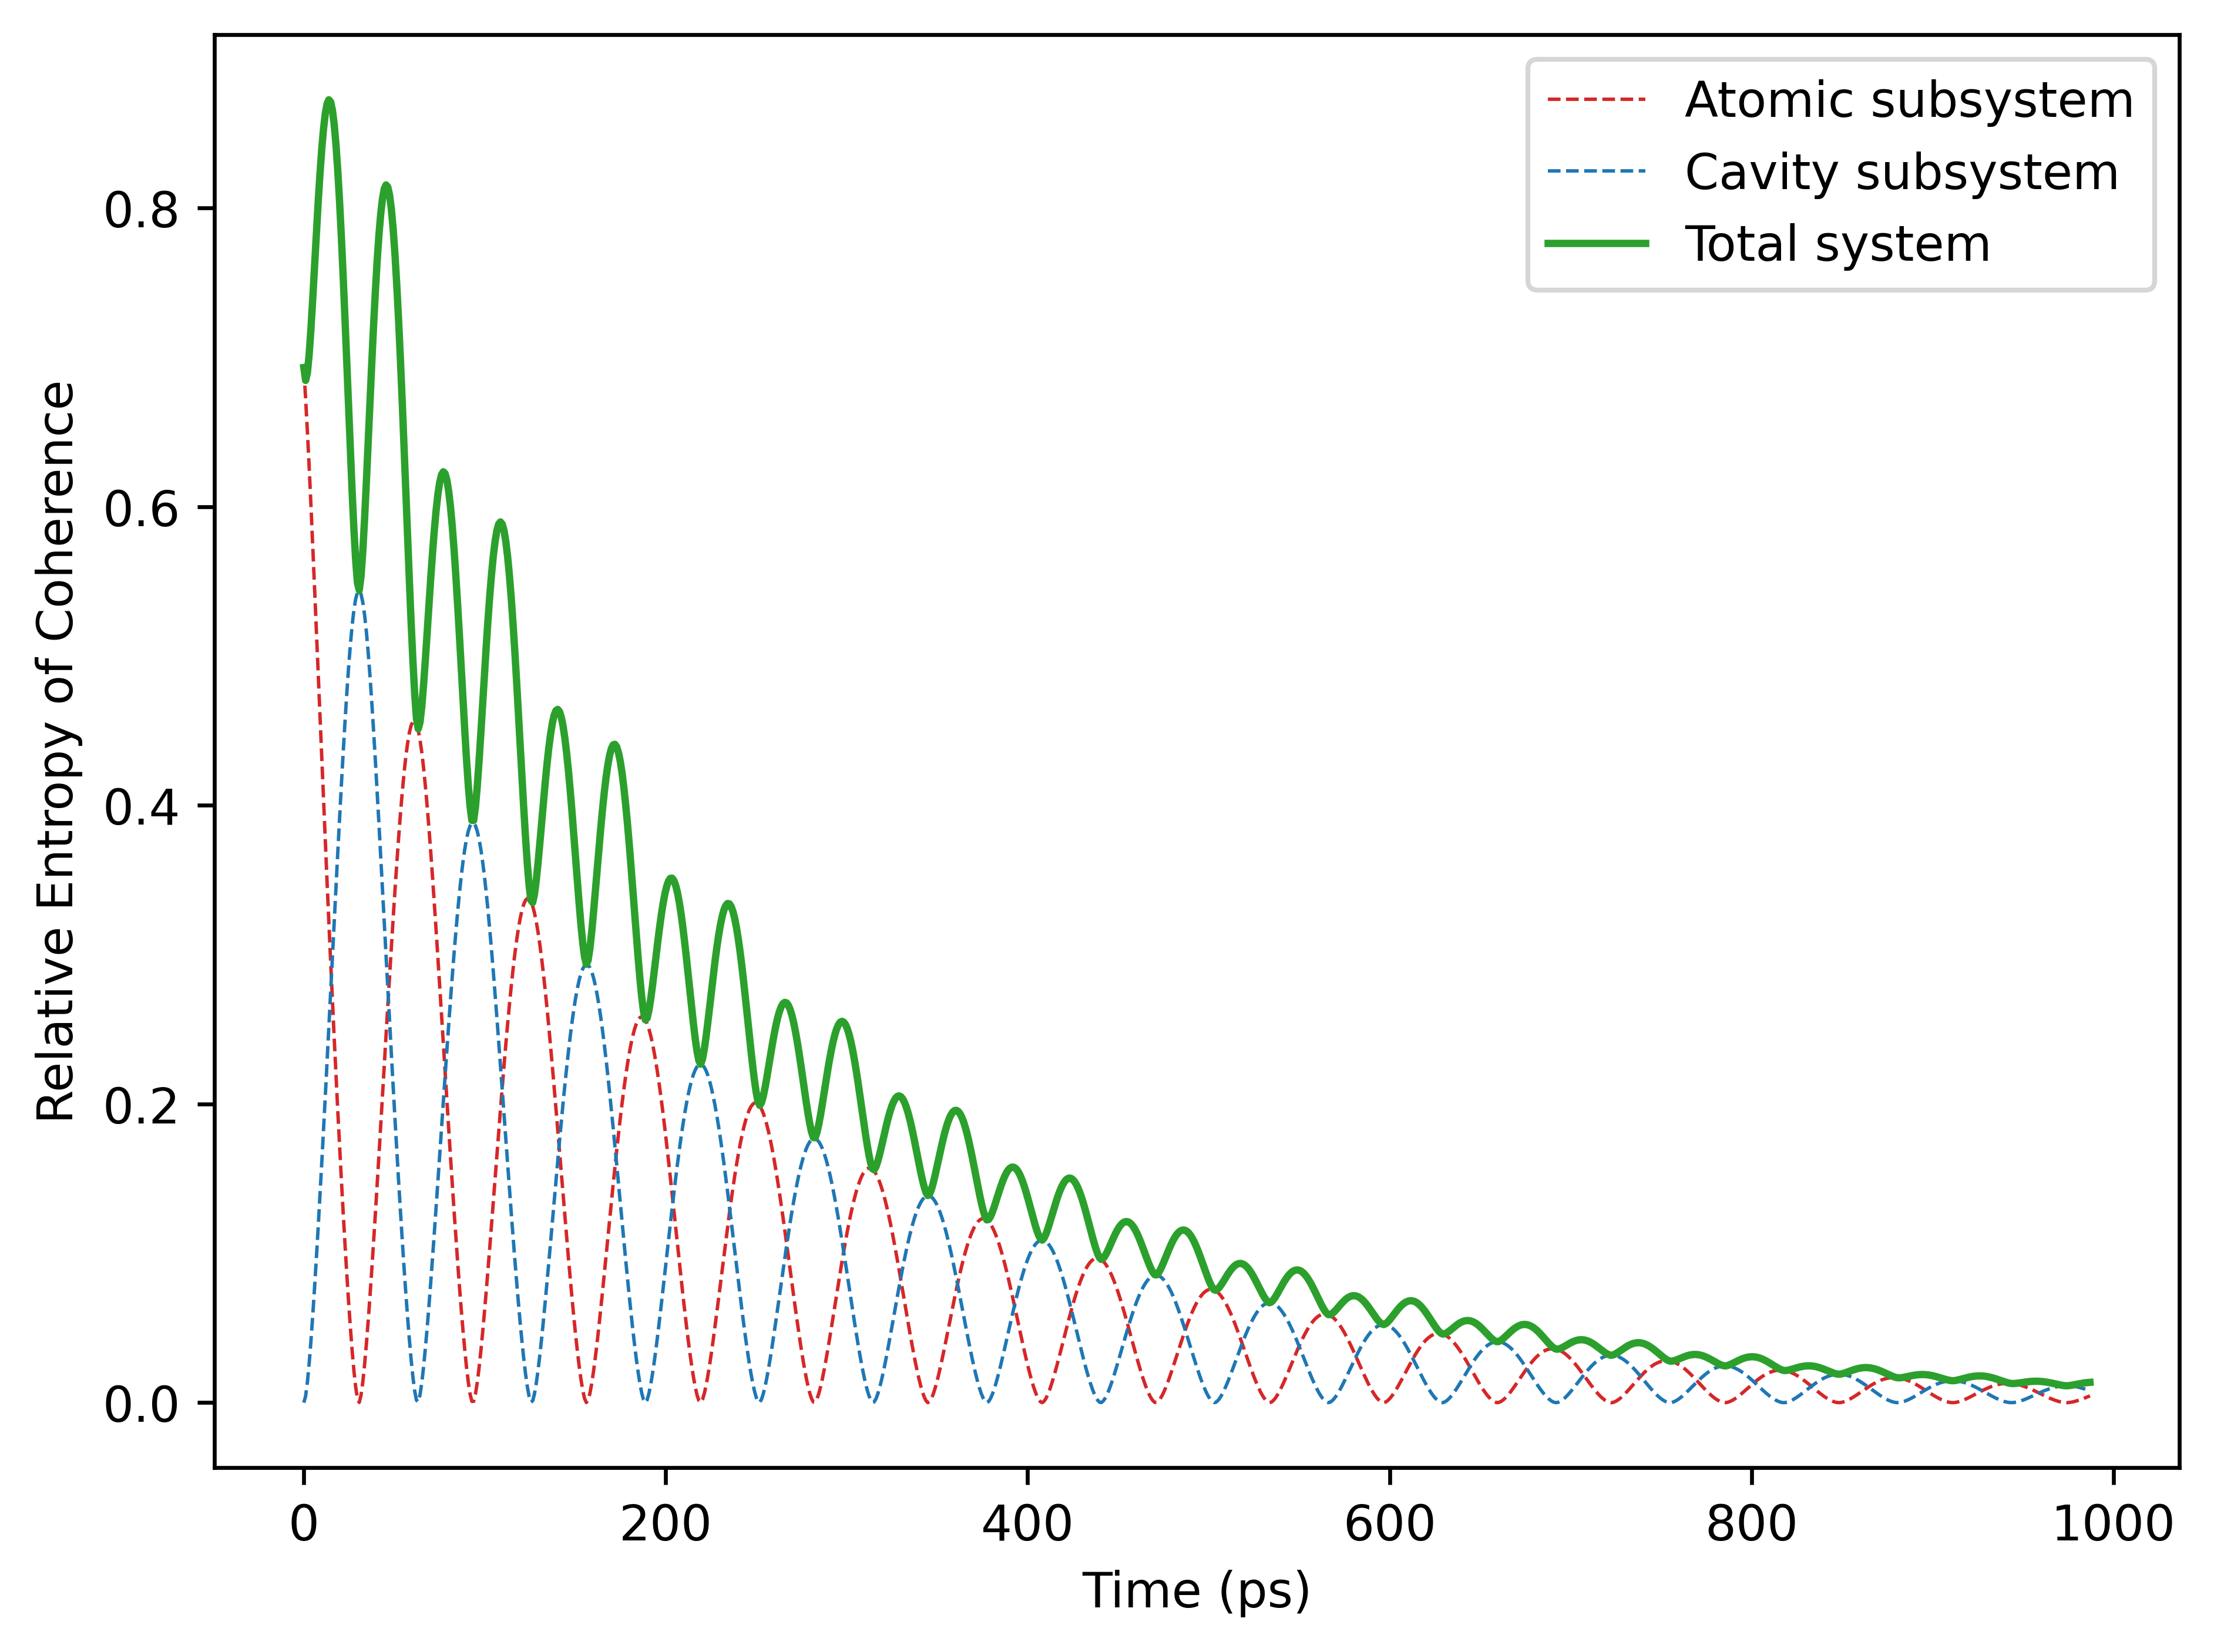 Atomic subsystem
Cavity subsystem
Total system
Relative Entropy of Coherence
0.8
0.6
0.4
0.2
0.0
0 200 400 600 800 1000
Time (ps)